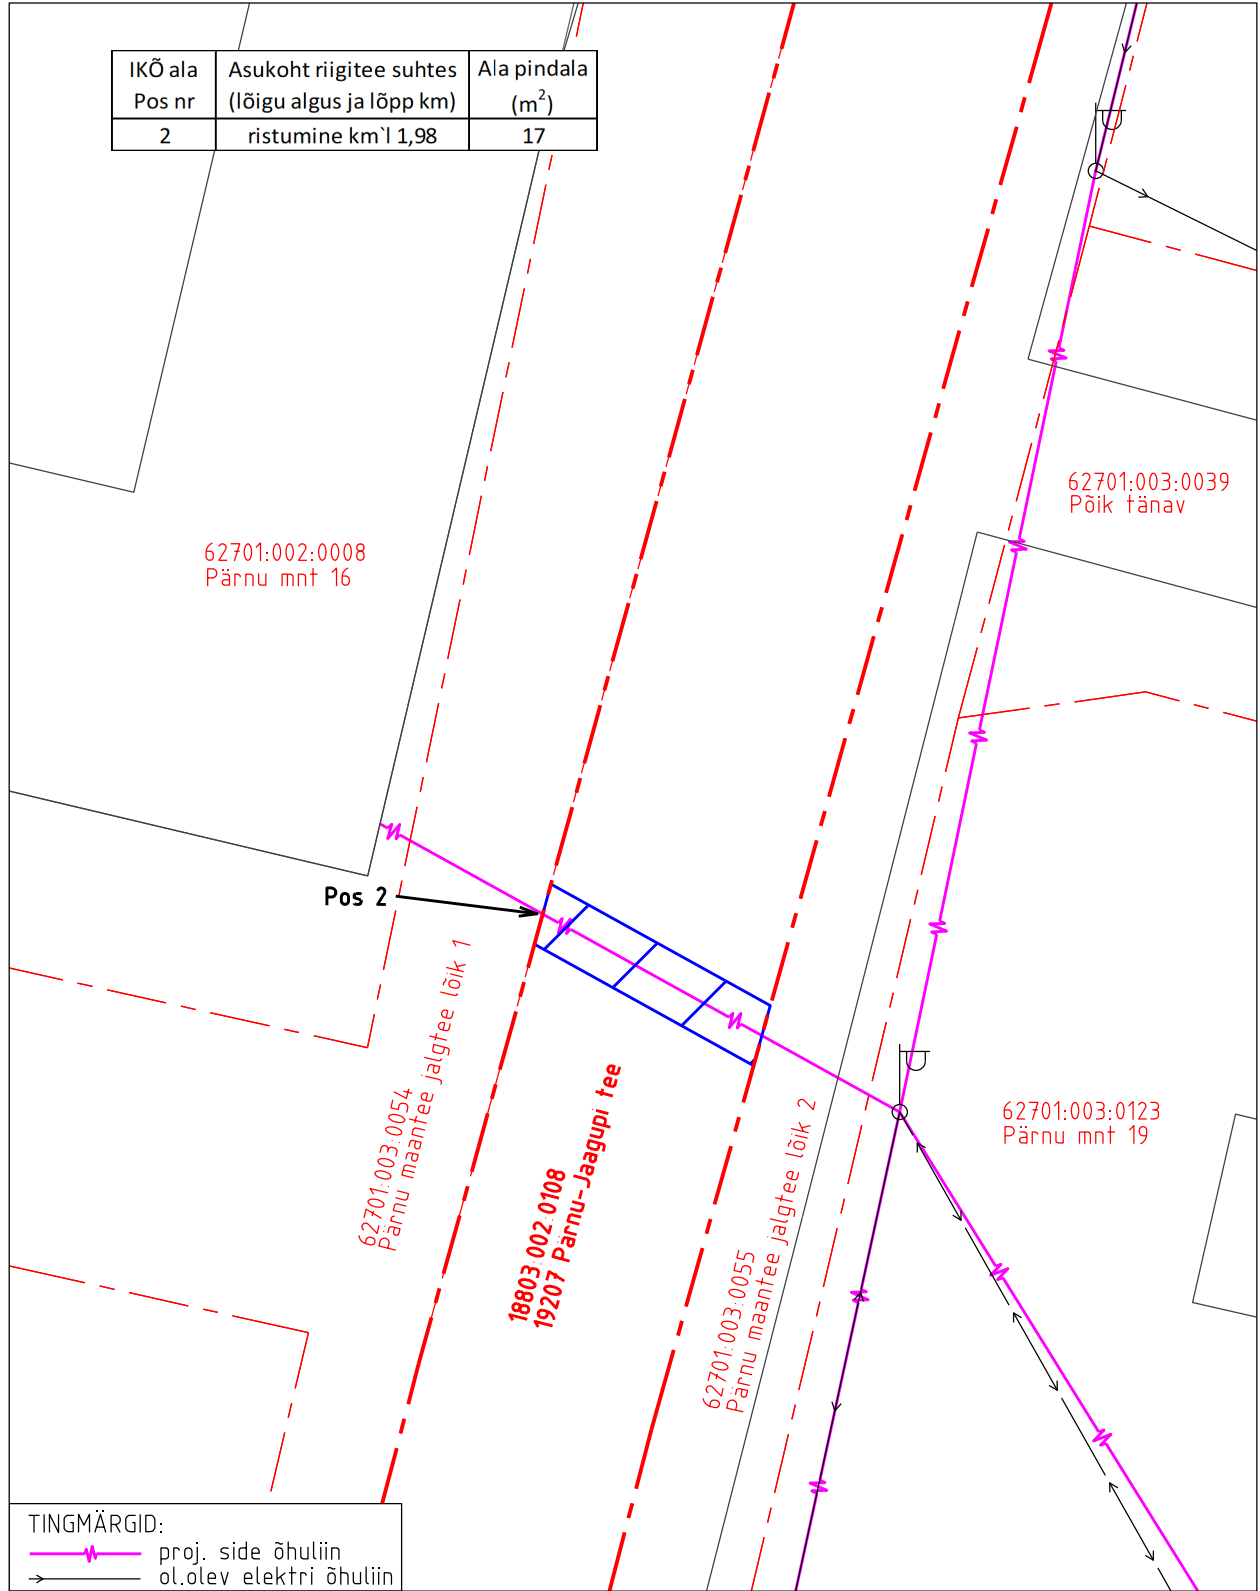 IKÕ ala
Pos nr
Asukoht riigitee suhtes
(lõigu algus ja lõpp km)
Ala pindala
(m²)
2
ristumine km`l 1,98
17
62701:003:0039
Põik tänav
62701:002:0008
Pärnu mnt 16
Pos 2
62701:003:0054
Pärnu maantee jalgtee lõik 1
18803:002:0108
19207 Pärnu-Jaagupi tee
62701:003:0055
Pärnu maantee jalgtee lõik 2
62701:003:0123
Pärnu mnt 19
TINGMÄRGID:
proj. side õhuliin
ol.olev elektri õhuliin